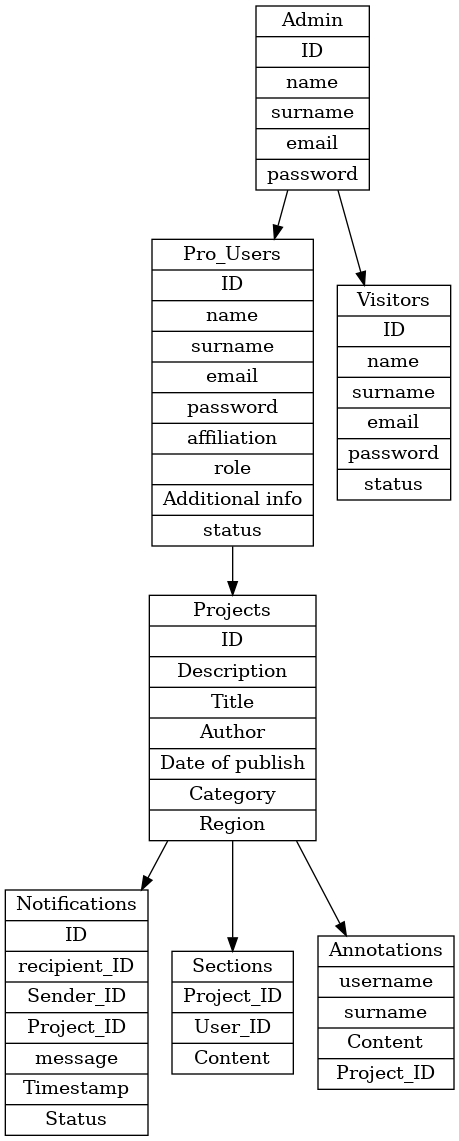 Admin
ID
name
surname
email
password
Pro_Users
ID
name
surname
email
password
affiliation
role
Additional info
status
Visitors
ID
name
surname
email
password
status
Projects
ID
Description
Title
Author
Date of publish
Category
Region
Notifications
ID
recipient_ID
Sender_ID
Project_ID
message
Timestamp
Status
Sections
Project_ID
User_ID
Content
Annotations
username
surname
Content
Project_ID